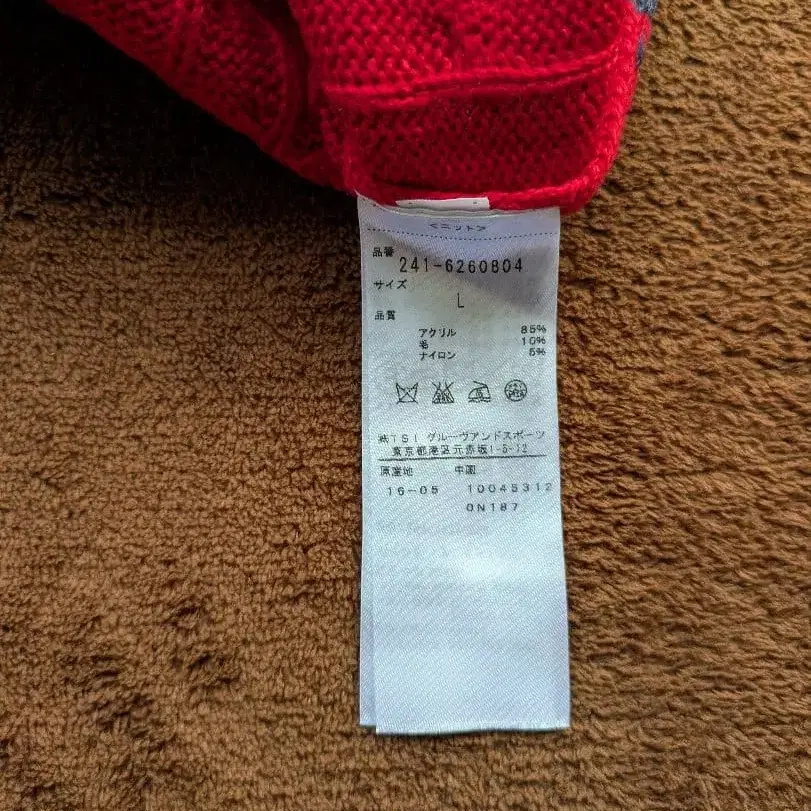 <ニット>
品番
241-6260804
サイズ
L
品質
アクリル 85%
毛 10%
ナイロン 5%
㈱TSI グルーヴアンドスポーツ
東京都港区元赤坂1-5-12
原産地 中国
16-05 10045312
0N187